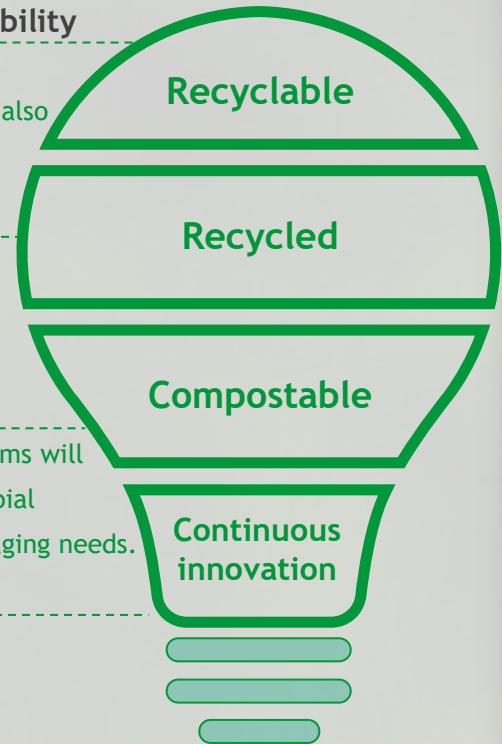 bility
also
Recyclable
Recycled
Compostable
ms will
bial
ging needs.
Continuous
innovation